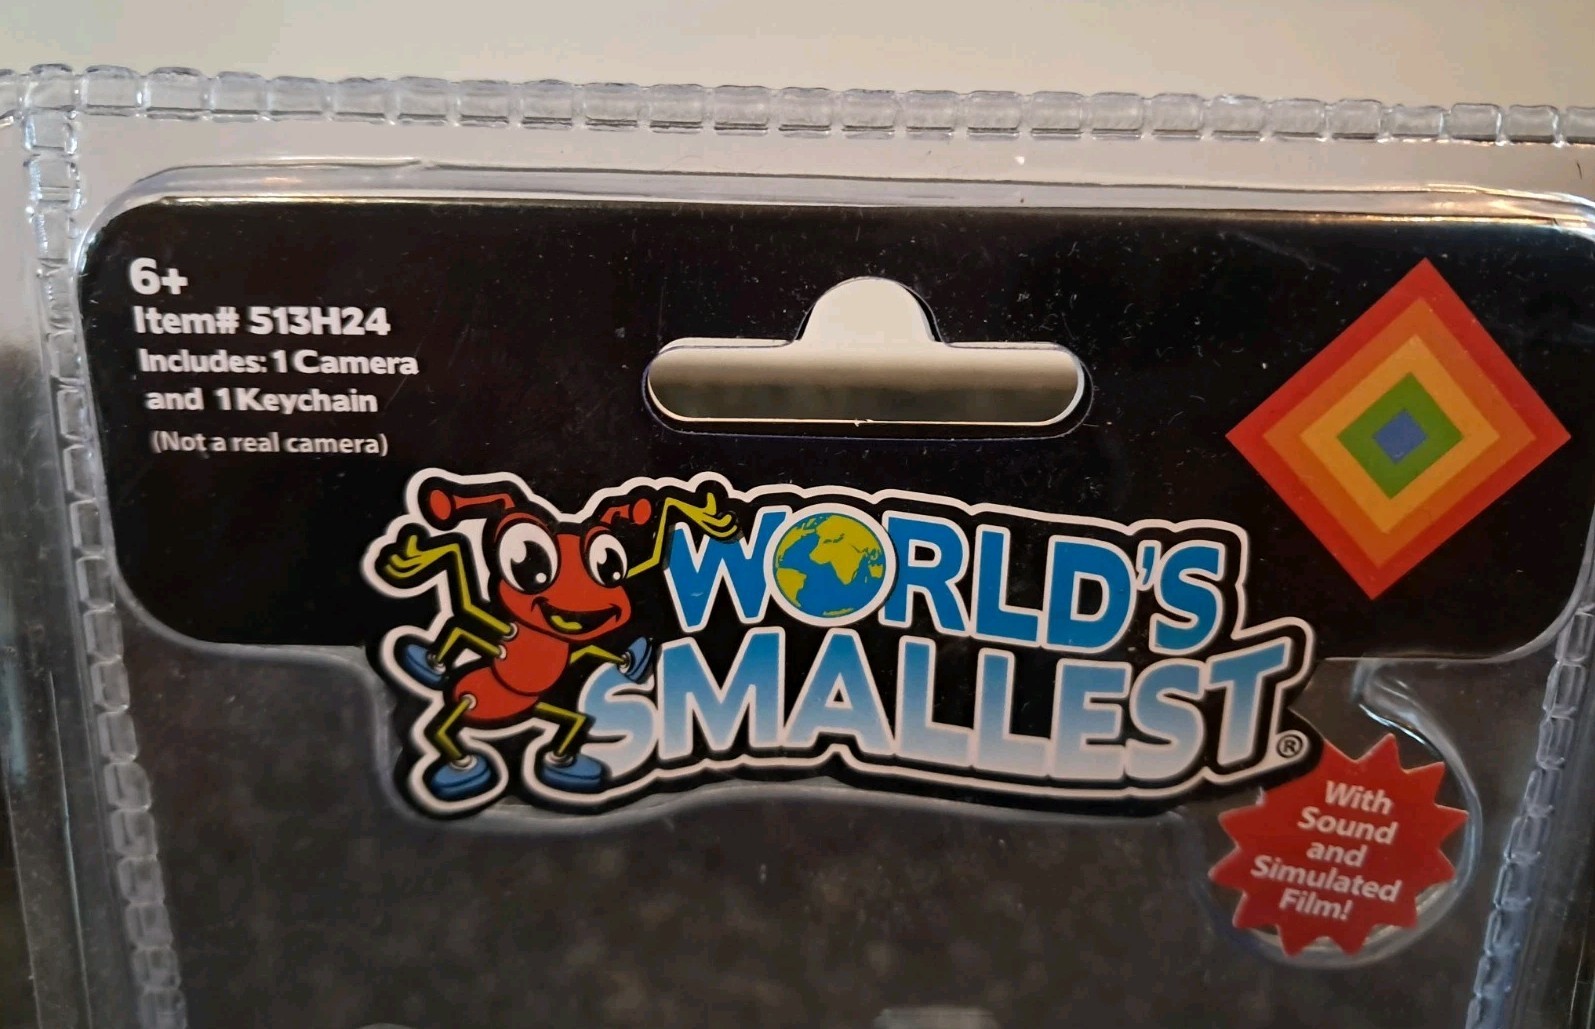 6+
Item# 513H24
Includes: 1 Camera
and 1 Keychain
(Not a real camera)
WORLD'S
SMALLEST®
With
Sound
and
Simulated
Film!